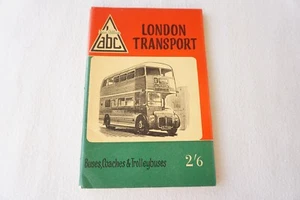 abc
LONDON
TRANSPORT
Buses, Coaches & Trolleybuses
2'6